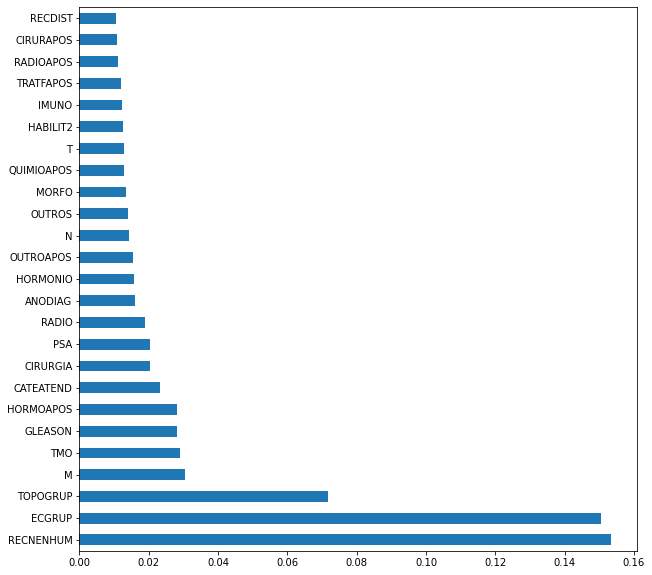 RECDIST
CIRURAPOS
RADIOAPOS
TRATFAPOS
IMUNO
HABILIT2
T
QUIMIOAPOS
MORFO
OUTROS
N
OUTROAPOS
HORMONIO
ANODIAG
RADIO
PSA
CIRURGIA
CATEATEND
HORMOAPOS
GLEASON
TMO
M
TOPOGRUP
ECGRUP
RECNENHUM
0.00 0.02 0.04 0.06 0.08 0.10 0.12 0.14 0.16